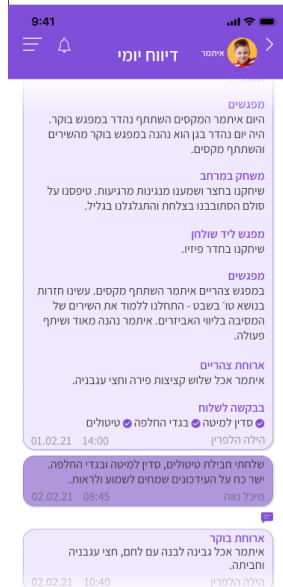 9:41
איתמר
דיווח יומי
מפגשים
היום איתמר המקסים השתתף נהדר במפגש בוקר.
היה יום נהדר בגן הוא נהנה במפגש בוקר מהשירים
והשתתף מקסים.
משחק במרחב
שיחקנו בחצר ושמענו מנגינות מרגיעות. טיפסנו על
סולם הסתובבנו בצלחת והתגלגלנו בגליל.
מפגש ליד שולחן
שיחקנו בחדר פיזיו.
מפגשים
במפגש צהריים איתמר השתתף מקסים. עשינו חזרות
בנושא טו׳ בשבט - התחלנו ללמוד את השירים של
המסיבה בליווי האביזרים. איתמר נהנה מאוד ושיתף
פעולה.
ארוחת צהריים
איתמר אכל שלוש קציצות פירה וחצי עגבניה.
בבקשה לשלוח
סדין למיטה בגדי החלפה טיטולים
הילה הלפרין 14:00 01.02.21
שלחתי חבילת טיטולים, סדין למיטה ובגדי החלפה.
ישר כח על העידכונים שמחים לשמוע ולראות.
מיכל נווה 08:45 02.02.21
ארוחת בוקר
איתמר אכל גבינה לבנה עם לחם, חצי עגבניה
וחביתה.
הילה הלפרין 10:40 02.02.21